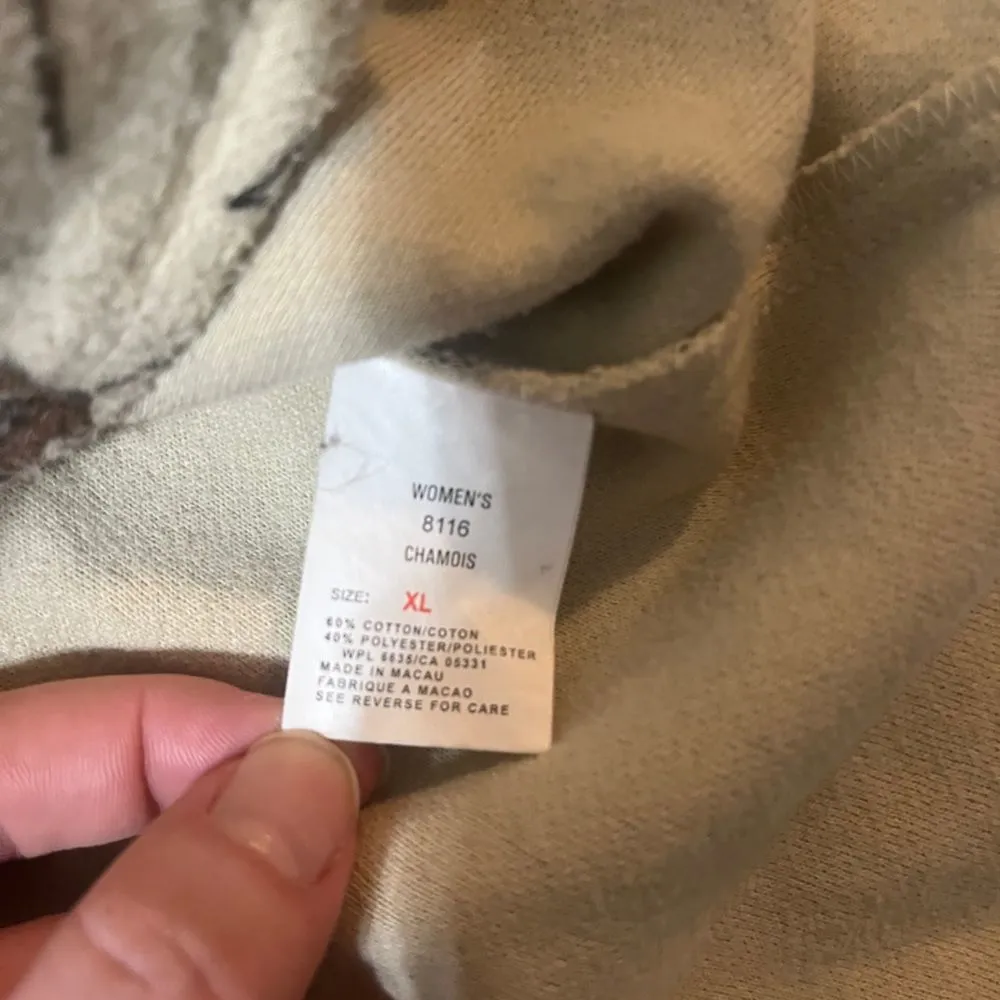 WOMEN'S
8116
CHAMOIS
SIZE: XL
60% COTTON/COTON
40% POLYESTER/POLIESTER
WPL 6635/CA 05331
MADE IN MACAU
FABRIQUE A MACAO
SEE REVERSE FOR CARE